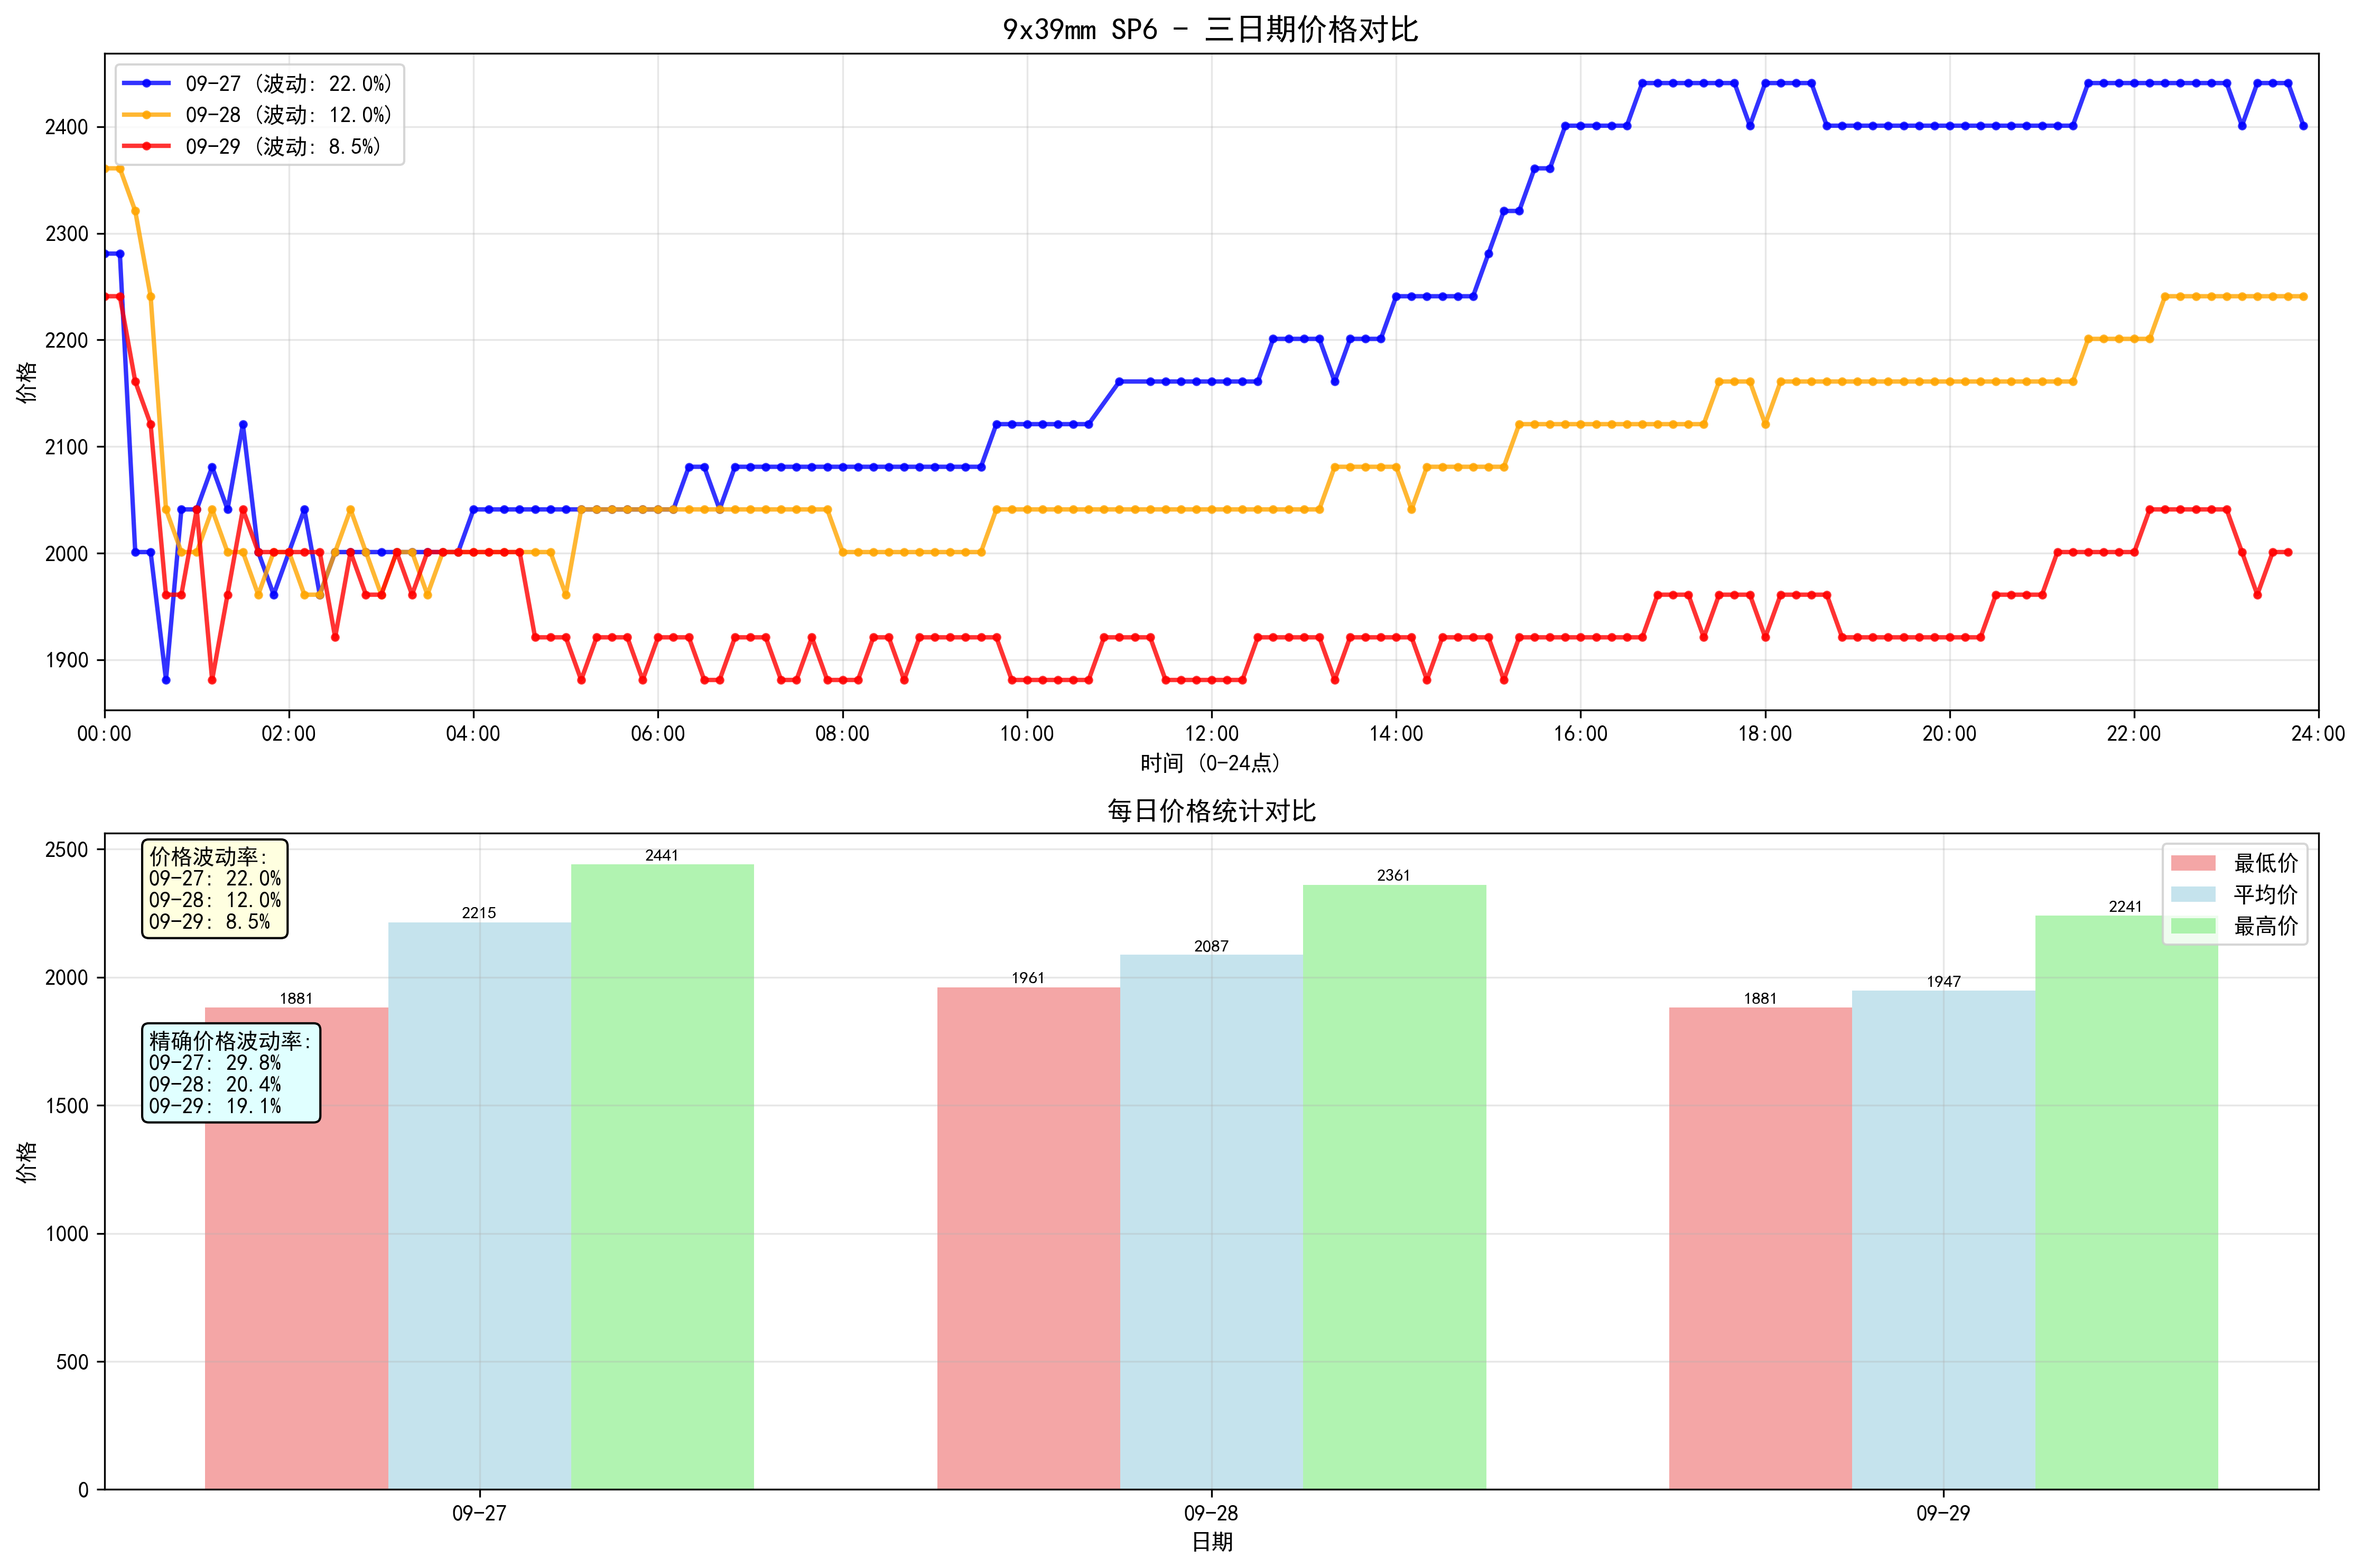 9x39mm SP6 - 三日期价格对比
09-27 (波动: 22.0%)
09-28 (波动: 12.0%)
09-29 (波动: 8.5%)
2400
2300
2200
2100
2000
1900
价格
00:00 02:00 04:00 06:00 08:00 10:00 12:00 14:00 16:00 18:00 20:00 22:00 24:00
时间 (0-24点)
每日价格统计对比
价格波动率:
09-27: 22.0%
09-28: 12.0%
09-29: 8.5%
精确价格波动率:
09-27: 29.8%
09-28: 20.4%
09-29: 19.1%
最低价
平均价
最高价
1881 2215 2441 1961 2087 2361 1881 1947 2241
2500
2000
1500
1000
500
0
价格
09-27 09-28 09-29
日期